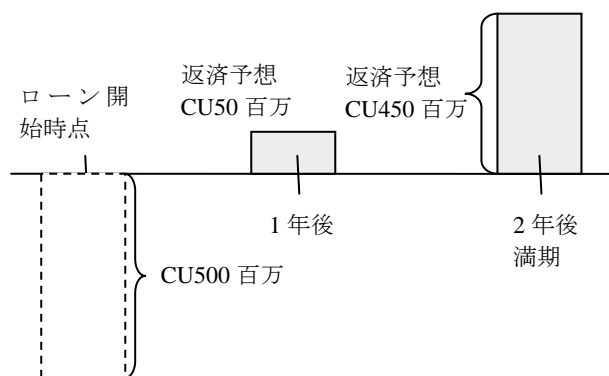 ローン開
始時点
返済予想
CU50 百万
返済予想
CU450 百万
1 年後
2 年後
満期
CU500 百万